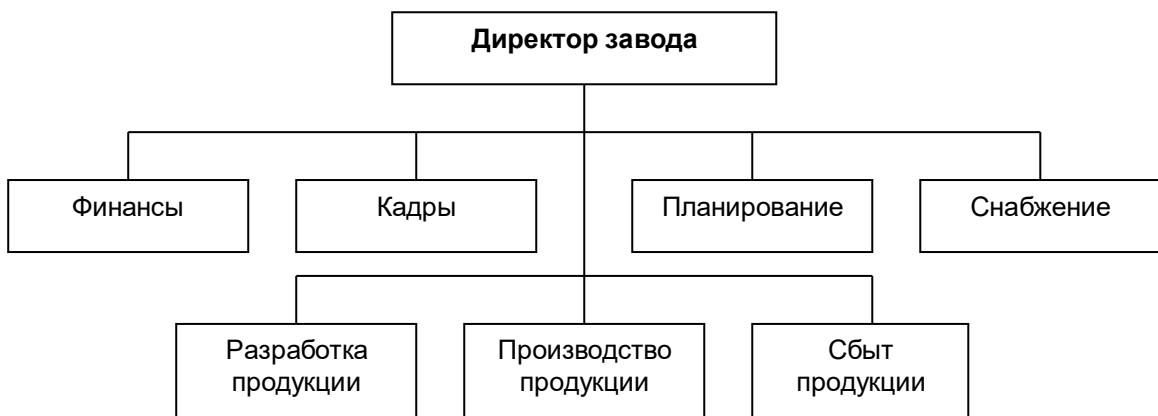 Директор завода
Финансы
Кадры
Планирование
Снабжение
Разработка
продукции
Производство
продукции
Сбыт
продукции